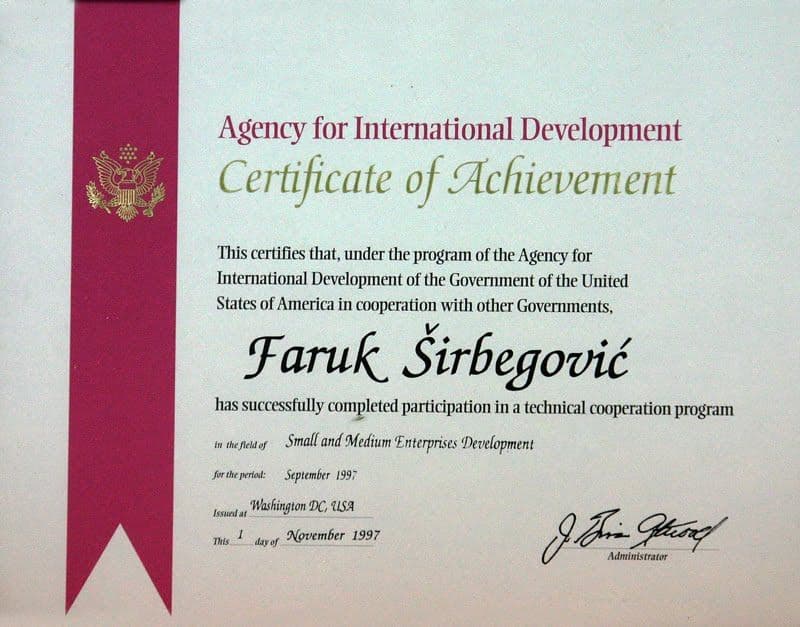 Agency for International Development
Certificate of Achievement
This certifies that, under the program of the Agency for
International Development of the Government of the United
States of America in cooperation with other Governments,
Faruk Širbegović
has successfully completed participation in a technical cooperation program
in the field of Small and Medium Enterprises Development
for the period: September 1997
Issued at Washington DC, USA
This 1 day of November 1997
J. Brian Atwood
Administrator